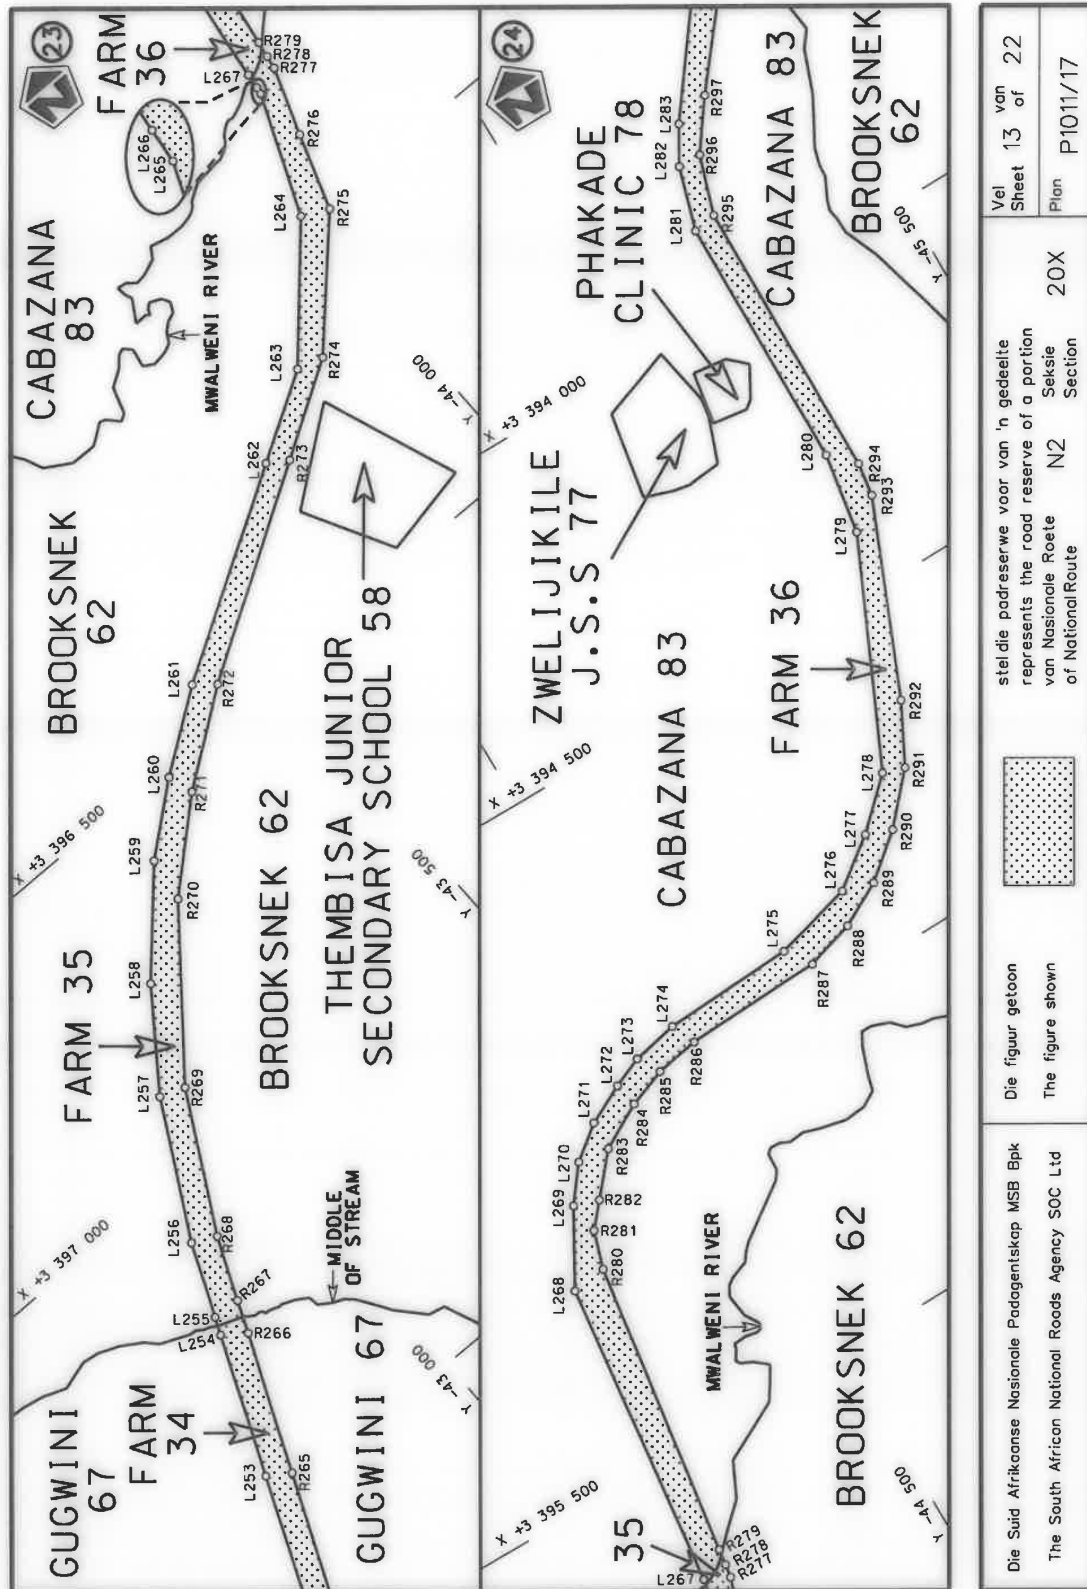 23
GUGWINI
67
FARM
34
GUGWINI 67
L253
R265
L254
L255
R266
R267
MIDDLE
OF STREAM
X +3 397 000
Y -43 000
L256
R268
L257
R269
FARM 35
L258
L259
R270
BROOKSNEK 62
X +3 396 500
Y -43 500
L260
R271
L261
R272
BROOKSNEK
62
THEMBISA JUNIOR
SECONDARY SCHOOL 58
L262
R273
L263
R274
Y -44 000
CABAZANA
83
MWALWENI RIVER
L264
R275
R276
L265
L266
L267
R277
R278
R279
FARM
36
24
35
L267
R279
R278
R277
X +3 395 500
Y -44 500
BROOKSNEK 62
MWALWENI RIVER
L268
R280
L269
R281
R282
L270
R283
L271
R284
L272
R285
L273
R286
L274
L275
R287
R288
L276
R289
L277
R290
L278
R291
R292
CABAZANA 83
X +3 394 500
FARM 36
L279
R293
R294
L280
ZWELIJIKILE
J.S.S 77
PHAKADE
CLINIC 78
X +3 394 000
Y -45 500
L281
R295
L282
R296
L283
R297
CABAZANA 83
BROOKSNEK
62
Die Suid Afrikaanse Nasionale Padagentskap MSB Bpk
The South African National Roads Agency SOC Ltd
Die figuur getoon
The figure shown
stel die padreserwe voor van 'n gedeelte
represents the road reserve of a portion
van Nasionale Roete
of National Route
N2
Seksie
Section
20X
Vel
Sheet
13
van
of
22
Plan
P1011/17